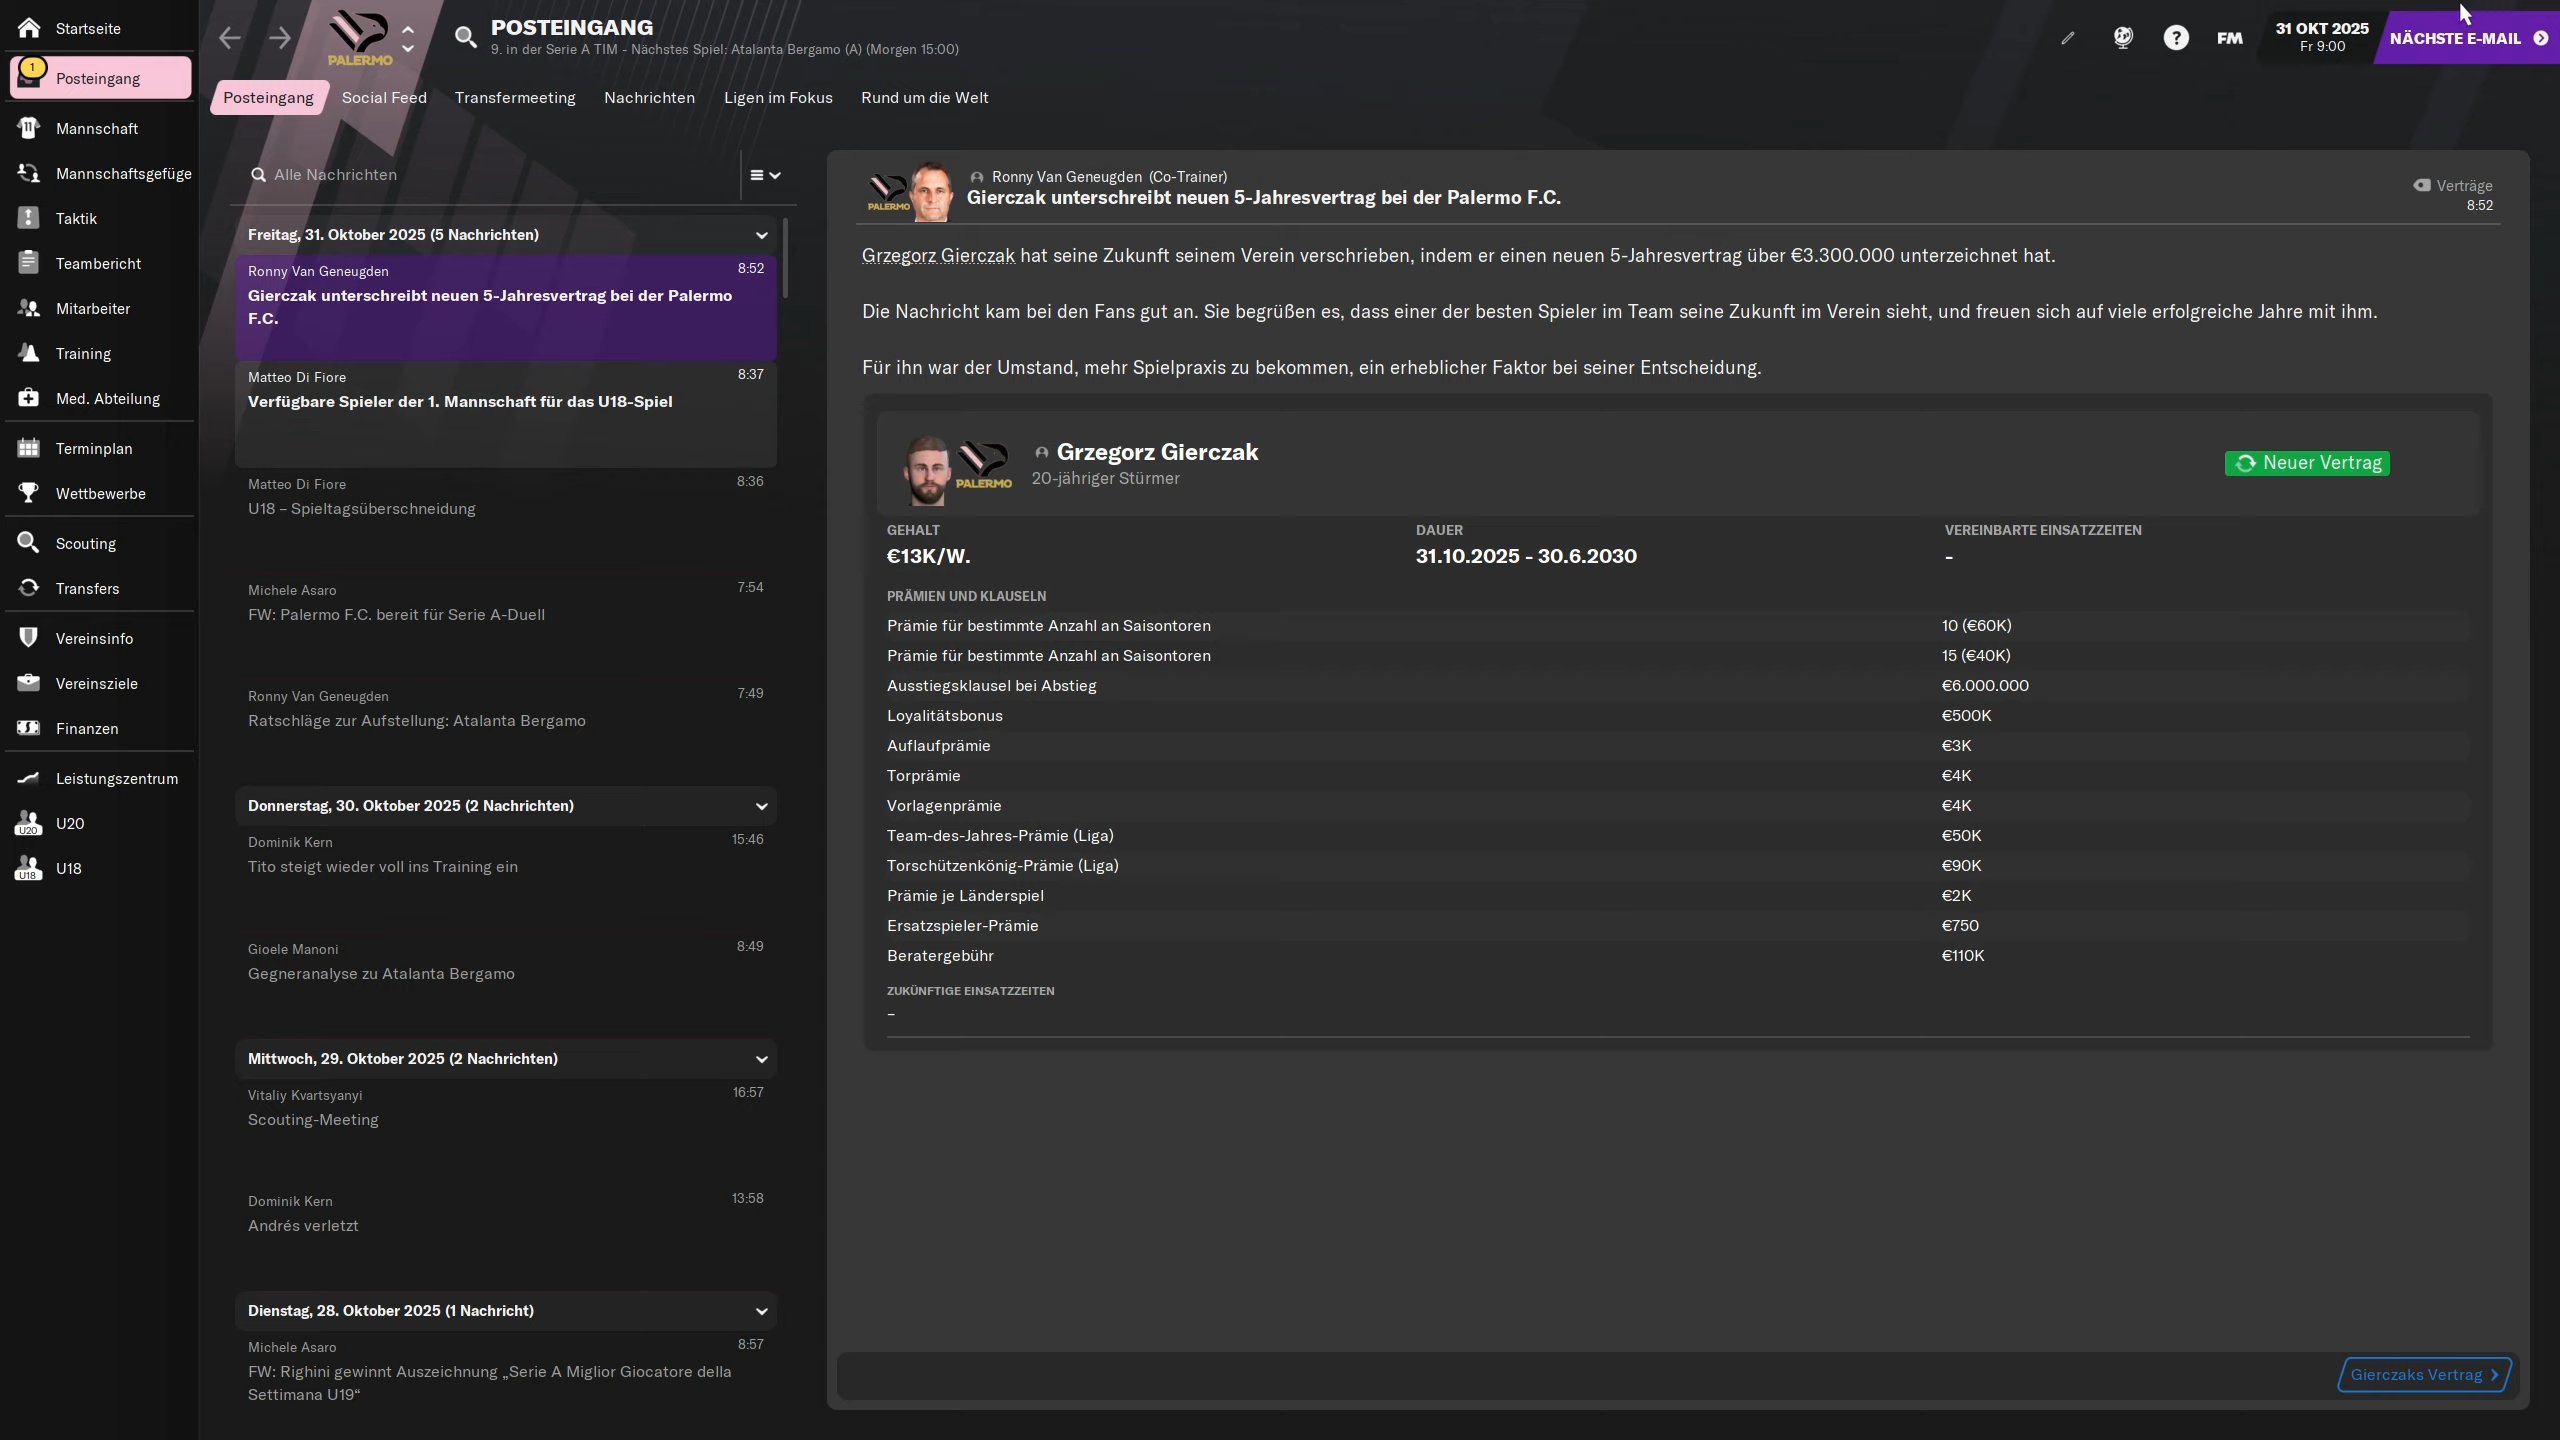 Startseite
1
Posteingang
Mannschaft
Mannschaftsgefüge
Taktik
Teambericht
Mitarbeiter
Training
Med. Abteilung
Terminplan
Wettbewerbe
Scouting
Transfers
Vereinsinfo
Vereinsziele
Finanzen
Leistungszentrum
U20 U20
U18 U18
PALERMO
POSTEINGANG
9. in der Serie A TIM - Nächstes Spiel: Atalanta Bergamo (A) (Morgen 15:00)
FM
31 OKT 2025
Fr 9:00
NÄCHSTE E-MAIL
Posteingang Social Feed Transfermeeting Nachrichten Ligen im Fokus Rund um die Welt
Alle Nachrichten
Freitag, 31. Oktober 2025 (5 Nachrichten)
Ronny Van Geneugden 8:52
Gierczak unterschreibt neuen 5-Jahresvertrag bei der Palermo
F.C.
Matteo Di Fiore 8:37
Verfügbare Spieler der 1. Mannschaft für das U18-Spiel
Matteo Di Fiore 8:36
U18 – Spieltagsüberschneidung
Michele Asaro 7:54
FW: Palermo F.C. bereit für Serie A-Duell
Ronny Van Geneugden 7:49
Ratschläge zur Aufstellung: Atalanta Bergamo
Donnerstag, 30. Oktober 2025 (2 Nachrichten)
Dominik Kern 15:46
Tito steigt wieder voll ins Training ein
Gioele Manoni 8:49
Gegneranalyse zu Atalanta Bergamo
Mittwoch, 29. Oktober 2025 (2 Nachrichten)
Vitaliy Kvartsyanyi 16:57
Scouting-Meeting
Dominik Kern 13:58
Andrés verletzt
Dienstag, 28. Oktober 2025 (1 Nachricht)
Michele Asaro 8:57
FW: Righini gewinnt Auszeichnung „Serie A Miglior Giocatore della
Settimana U19“
PALERMO
Ronny Van Geneugden (Co-Trainer)
Gierczak unterschreibt neuen 5-Jahresvertrag bei der Palermo F.C.
Verträge
8:52
Grzegorz Gierczak hat seine Zukunft seinem Verein verschrieben, indem er einen neuen 5-Jahresvertrag über €3.300.000 unterzeichnet hat.
Die Nachricht kam bei den Fans gut an. Sie begrüßen es, dass einer der besten Spieler im Team seine Zukunft im Verein sieht, und freuen sich auf viele erfolgreiche Jahre mit ihm.
Für ihn war der Umstand, mehr Spielpraxis zu bekommen, ein erheblicher Faktor bei seiner Entscheidung.
PALERMO
Grzegorz Gierczak
20-jähriger Stürmer
Neuer Vertrag
GEHALT DAUER VEREINBARTE EINSATZZEITEN
€13K/W. 31.10.2025 - 30.6.2030 -
PRÄMIEN UND KLAUSELN
Prämie für bestimmte Anzahl an Saisontoren 10 (€60K)
Prämie für bestimmte Anzahl an Saisontoren 15 (€40K)
Ausstiegsklausel bei Abstieg €6.000.000
Loyalitätsbonus €500K
Auflaufprämie €3K
Torprämie €4K
Vorlagenprämie €4K
Team-des-Jahres-Prämie (Liga) €50K
Torschützenkönig-Prämie (Liga) €90K
Prämie je Länderspiel €2K
Ersatzspieler-Prämie €750
Beratergebühr €110K
ZUKÜNFTIGE EINSATZZEITEN
-
Gierczaks Vertrag